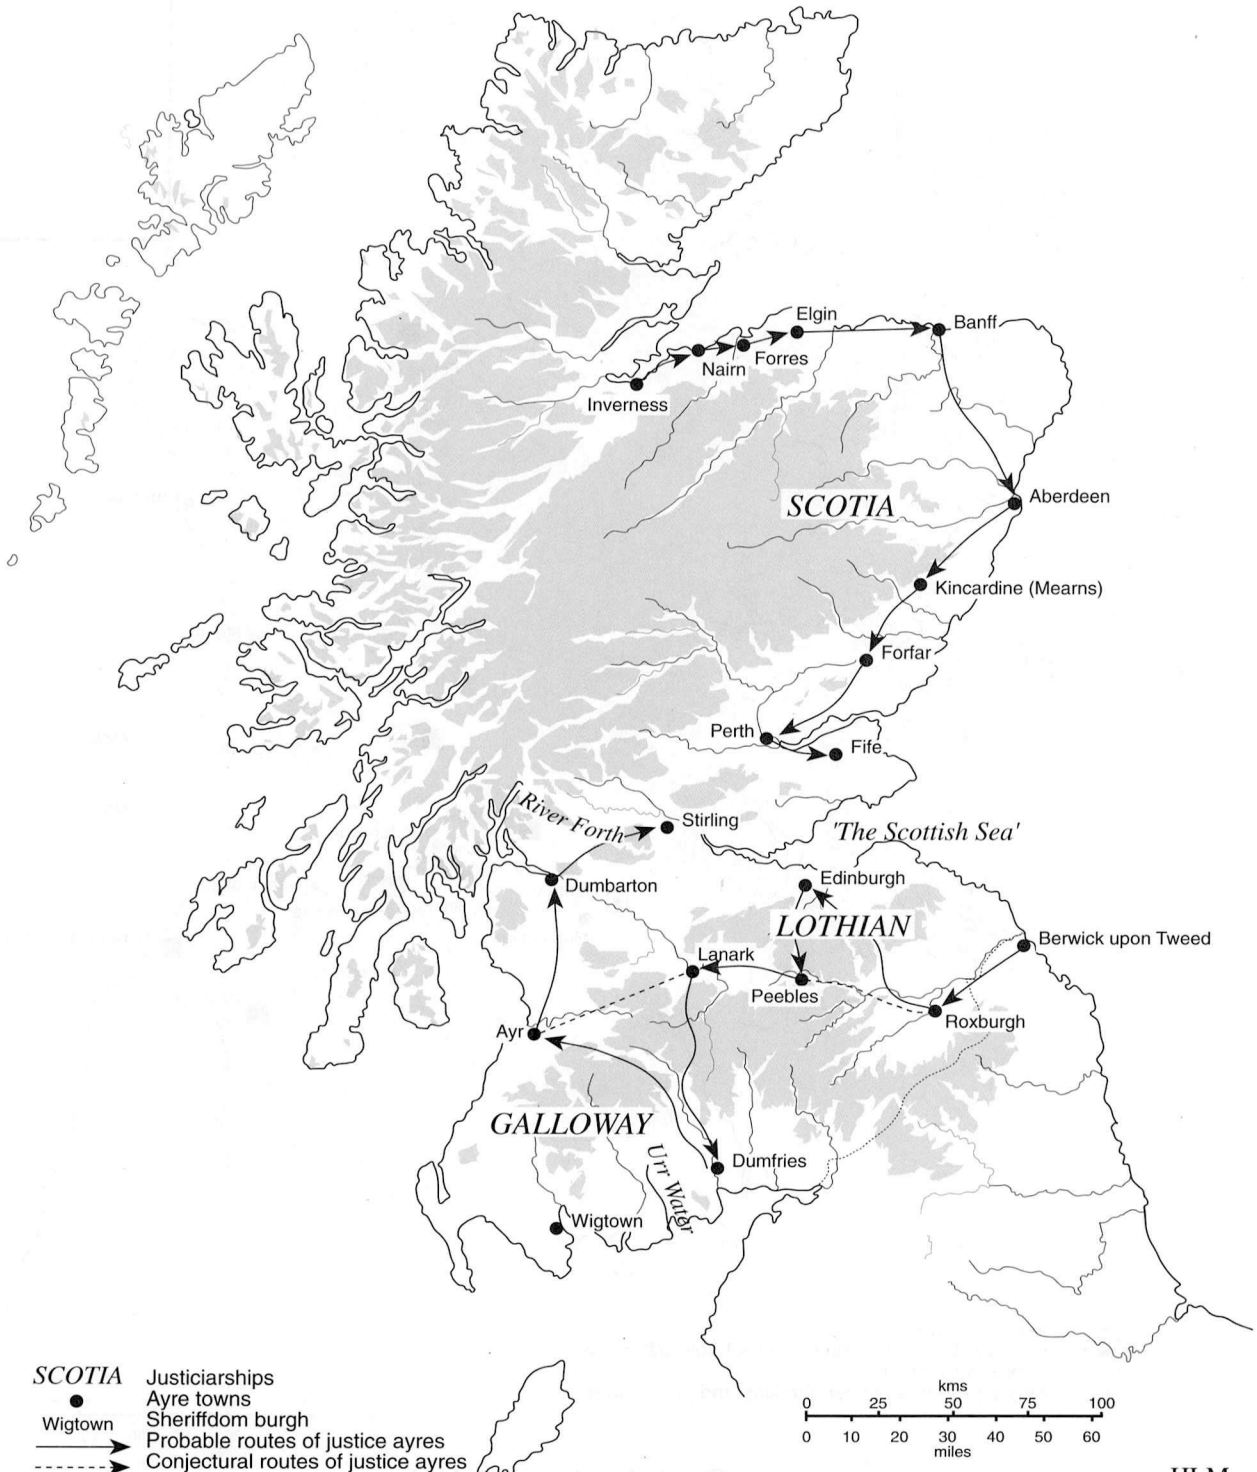 Elgin
Banff
Nairn
Forres
Inverness
SCOTIA
Aberdeen
Kincardine (Mearns)
Forfar
Perth
Fife
River Forth
Stirling
'The Scottish Sea'
Dumbarton
Edinburgh
LOTHIAN
Berwick upon Tweed
Lanark
Peebles
Roxburgh
Ayr
GALLOWAY
Urr Water
Dumfries
Wigtown
SCOTIA Justiciarships
Ayre towns
Wigtown Sheriffdom burgh
Probable routes of justice ayres
Conjectural routes of justice ayres
kms
0 25 50 75 100
0 10 20 30 40 50 60
miles